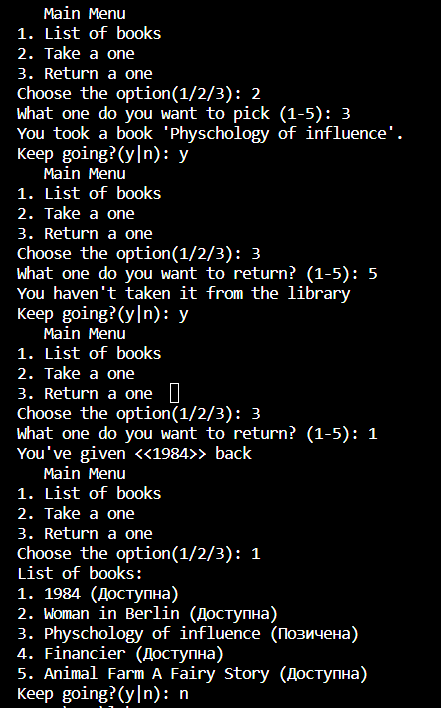 Main Menu
1. List of books
2. Take a one
3. Return a one
Choose the option(1/2/3): 2
What one do you want to pick (1-5): 3
You took a book 'Physchology of influence'.
Keep going?(y|n): y
Main Menu
1. List of books
2. Take a one
3. Return a one
Choose the option(1/2/3): 3
What one do you want to return? (1-5): 5
You haven't taken it from the library
Keep going?(y|n): y
Main Menu
1. List of books
2. Take a one
3. Return a one
Choose the option(1/2/3): 3
What one do you want to return? (1-5): 1
You've given <<1984>> back
Main Menu
1. List of books
2. Take a one
3. Return a one
Choose the option(1/2/3): 1
List of books:
1. 1984 (Доступна)
2. Woman in Berlin (Доступна)
3. Physchology of influence (Позичена)
4. Financier (Доступна)
5. Animal Farm A Fairy Story (Доступна)
Keep going?(y|n): n